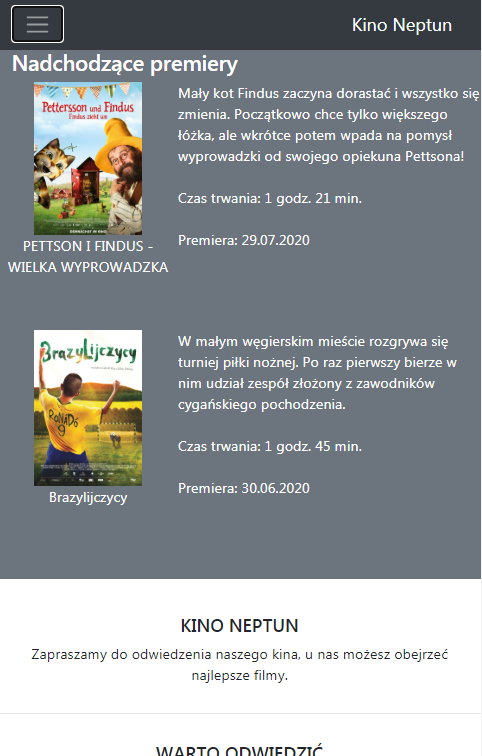 Kino Neptun
Nadchodzące premiery
Pettersson und Findus
Findus zieht um
Mały kot Findus zaczyna dorastać i wszystko się
zmienia. Początkowo chce tylko większego
łóżka, ale wkrótce potem wpada na pomysł
wyprowadzki od swojego opiekuna Pettsona!
Czas trwania: 1 godz. 21 min.
Premiera: 29.07.2020
PETTSON I FINDUS -
WIELKA WYPROWADZKA
BrazyLijczycy
RONALDO
9
W małym węgierskim mieście rozgrywa się
turniej piłki nożnej. Po raz pierwszy bierze w
nim udział zespół złożony z zawodników
cygańskiego pochodzenia.
Czas trwania: 1 godz. 45 min.
Premiera: 30.06.2020
Brazylijczycy
KINO NEPTUN
Zapraszamy do odwiedzenia naszego kina, u nas możesz obejrzeć
najlepsze filmy.
WARTO ODWIEDZIĆ